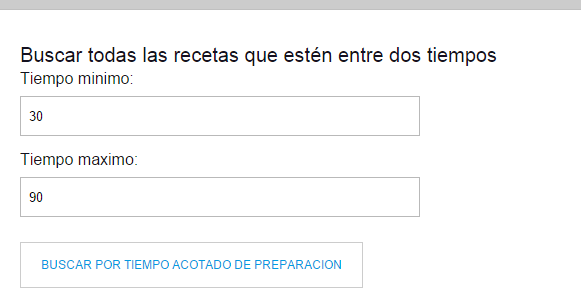 Buscar todas las recetas que estén entre dos tiempos
Tiempo minimo:
30
Tiempo maximo:
90
BUSCAR POR TIEMPO ACOTADO DE PREPARACION